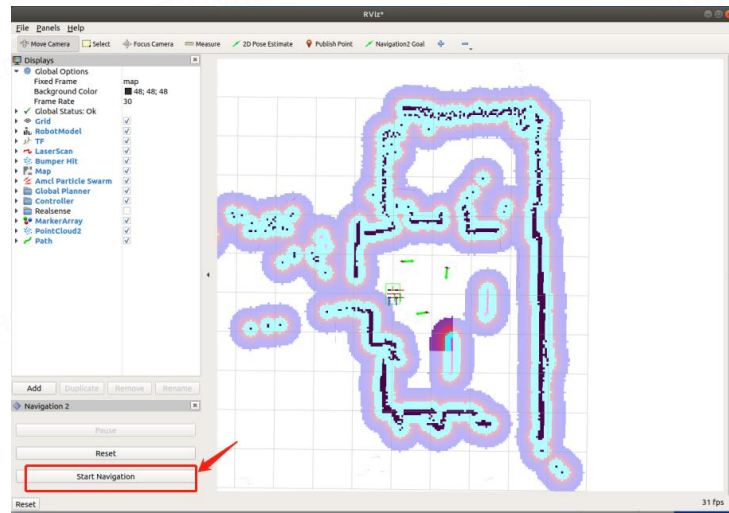 RViz*
File Panels Help
Move Camera Select Focus Camera Measure 2D Pose Estimate Publish Point Navigation2 Goal
Displays
Global Options
Fixed Frame map
Background Color 48; 48; 48
Frame Rate 30
Global Status: Ok
Grid
RobotModel
TF
LaserScan
Bumper Hit
Map
Amcl Particle Swarm
Global Planner
Controller
Realsense
MarkerArray
PointCloud2
Path
Add Duplicate Remove Rename
Navigation 2
Pause
Reset
Start Navigation
Reset 31 fps